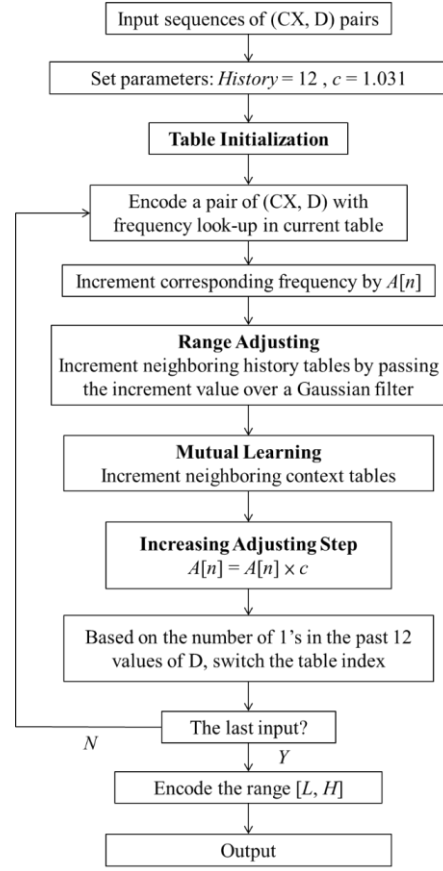 Input sequences of (CX, D) pairs
Set parameters: History = 12 , c = 1.031
Table Initialization
Encode a pair of (CX, D) with
frequency look-up in current table
Increment corresponding frequency by A[n]
Range Adjusting
Increment neighboring history tables by passing
the increment value over a Gaussian filter
Mutual Learning
Increment neighboring context tables
Increasing Adjusting Step
A[n] = A[n] × c
Based on the number of 1's in the past 12
values of D, switch the table index
The last input?
N
Y
Encode the range [L, H]
Output